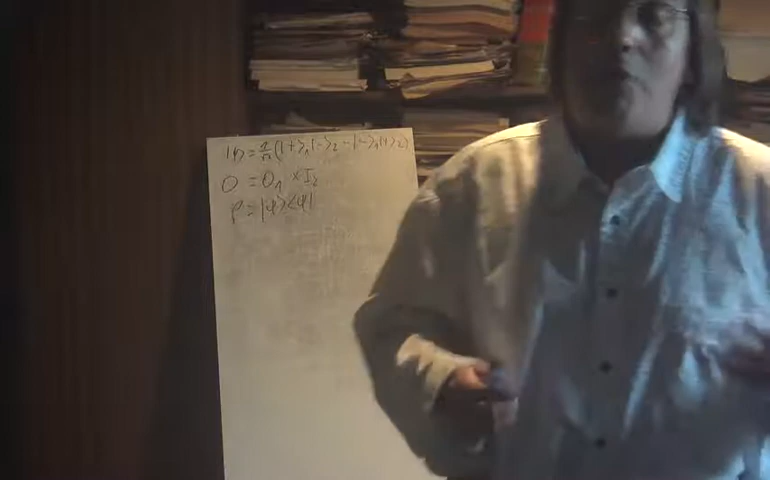 |ψ> = 1/√2 (|+>₁|->₂ - |->₁|+>₂)
O = O₁ × I₂
ρ = |ψ><ψ|